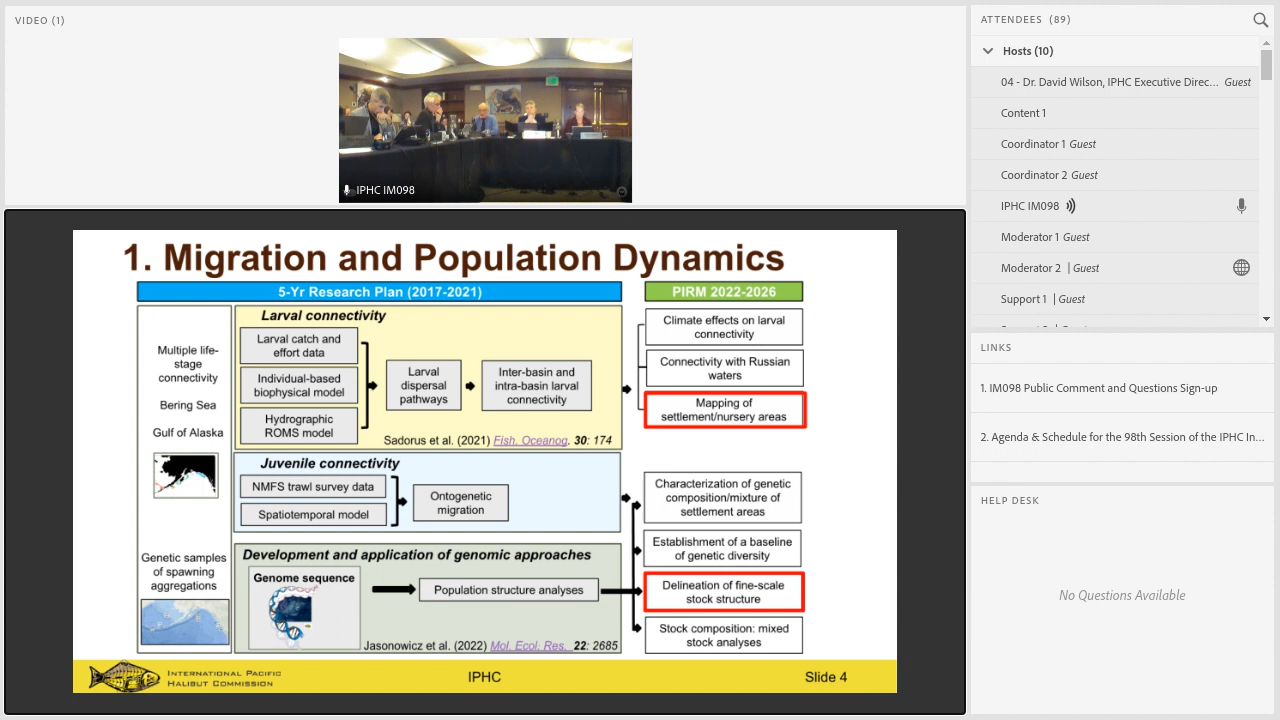 VIDEO (1)
IPHC IM098
1. Migration and Population Dynamics
5-Yr Research Plan (2017-2021)
PIRM 2022-2026
Multiple life-
stage
connectivity
Bering Sea
Gulf of Alaska
Genetic samples
of spawning
aggregations
Larval connectivity
Larval catch and
effort data
Individual-based
biophysical model
Hydrographic
ROMS model
Larval
dispersal
pathways
Inter-basin and
intra-basin larval
connectivity
Sadorus et al. (2021) Fish. Oceanog. 30: 174
Juvenile connectivity
NMFS trawl survey data
Spatiotemporal model
Ontogenetic
migration
Development and application of genomic approaches
Genome sequence
Population structure analyses
Jasonowicz et al. (2022) Mol. Ecol. Res. 22: 2685
Climate effects on larval
connectivity
Connectivity with Russian
waters
Mapping of
settlement/nursery areas
Characterization of genetic
composition/mixture of
settlement areas
Establishment of a baseline
of genetic diversity
Delineation of fine-scale
stock structure
Stock composition: mixed
stock analyses
INTERNATIONAL PACIFIC
HALIBUT COMMISSION
IPHC
Slide 4
ATTENDEES (89)
Hosts (10)
04 - Dr. David Wilson, IPHC Executive Direc... Guest
Content 1
Coordinator 1 Guest
Coordinator 2 Guest
IPHC IM098
Moderator 1 Guest
Moderator 2 | Guest
Support 1 | Guest
LINKS
1. IM098 Public Comment and Questions Sign-up
2. Agenda & Schedule for the 98th Session of the IPHC In...
HELP DESK
No Questions Available